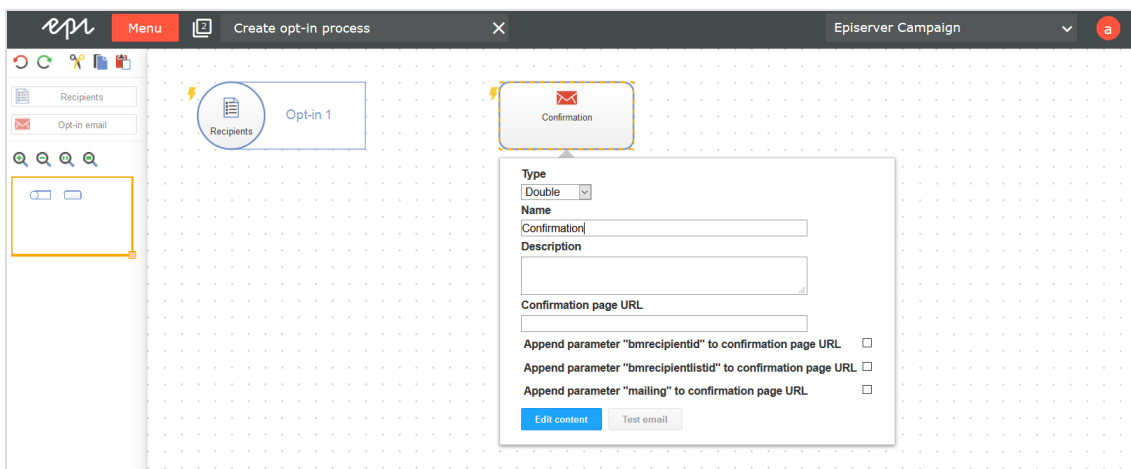 epi
Menu
2
Create opt-in process
Episerver Campaign
a
Recipients
Opt-in email
Recipients
Opt-in 1
Confirmation
Type
Double
Name
Confirmation
Description
Confirmation page URL
Append parameter "bmrecipientid" to confirmation page URL
Append parameter "bmrecipientlistid" to confirmation page URL
Append parameter "mailing" to confirmation page URL
Edit content
Test email